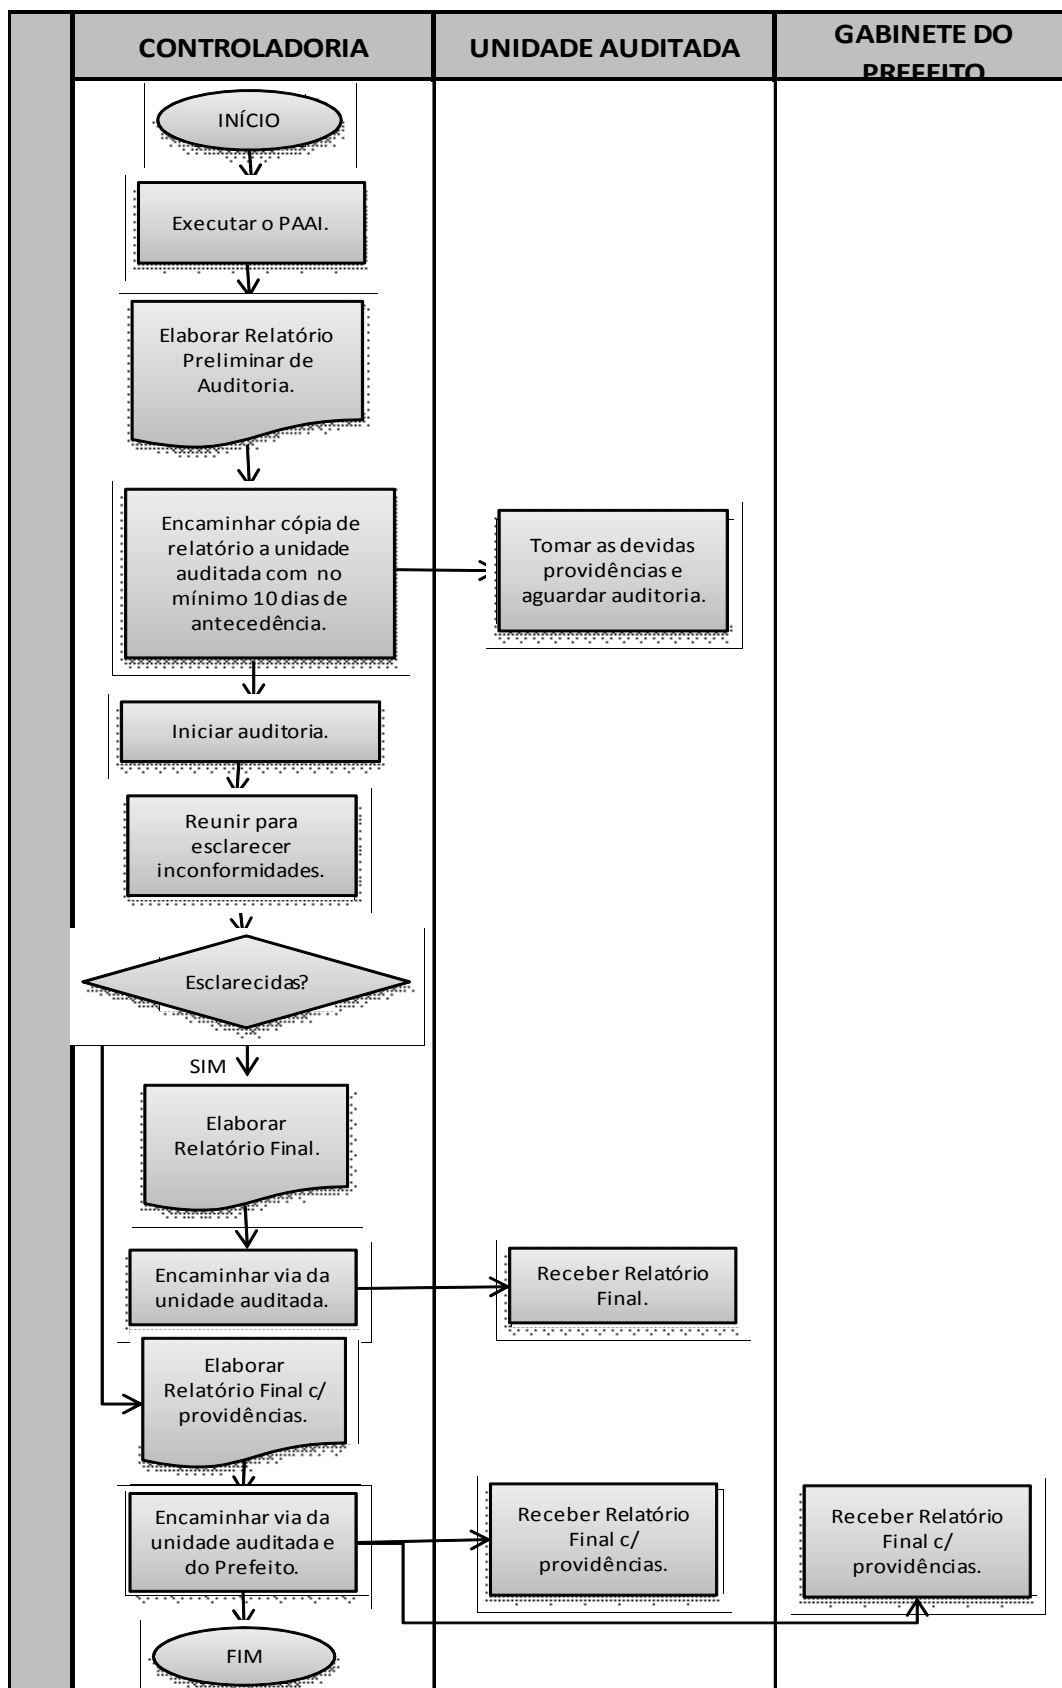 CONTROLADORIA
UNIDADE AUDITADA
GABINETE DO
PREFEITO
INÍCIO
Executar o PAAI.
Elaborar Relatório
Preliminar de
Auditoria.
Encaminhar cópia de
relatório a unidade
auditada com no
mínimo 10 dias de
antecedência.
Tomar as devidas
providências e
aguardar auditoria.
Iniciar auditoria.
Reunir para
esclarecer
inconformidades.
Esclarecidas?
SIM
Elaborar
Relatório Final.
Encaminhar via da
unidade auditada.
Receber Relatório
Final.
Elaborar
Relatório Final c/
providências.
Encaminhar via da
unidade auditada e
do Prefeito.
Receber Relatório
Final c/
providências.
Receber Relatório
Final c/
providências.
FIM